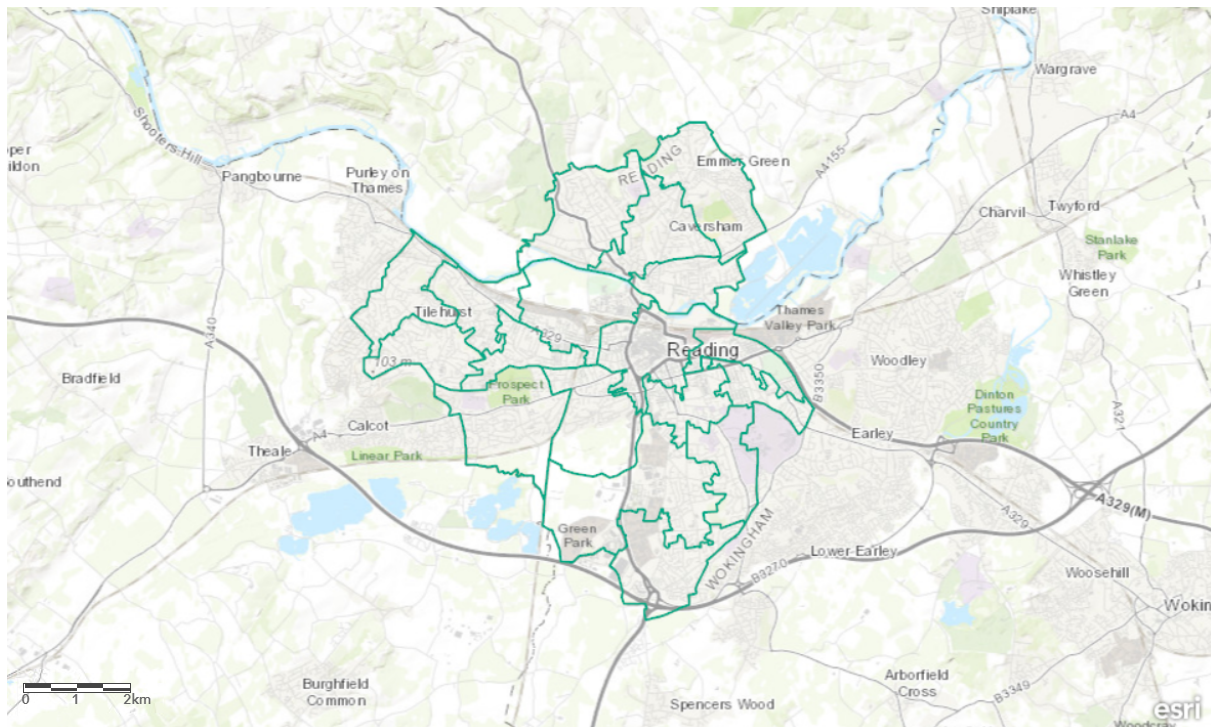 Shiplake
Wargrave
A4
Shooters Hill
oper
ildon
Pangbourne
Purley on
Thames
READING
Emmer Green
A4155
Caversham
Charvil
Twyford
Stanlake
Park
Whistley
Green
A340
Tilehurst
A329
Reading
Thames
Valley Park
Woodley
B3350
103 m
Bradfield
Prospect
Park
Dinton
Pastures
Country
Park
A321
Calcot
Theale
A4
Linear Park
Earley
outhend
A329(M)
A329
Green
Park
WOKINGHAM
Lower Earley
B3270
Woosehill
Wokin
Burghfield
Common
Arborfield
Cross
B3349
Spencers Wood
Woodcray
0 1 2km
esri